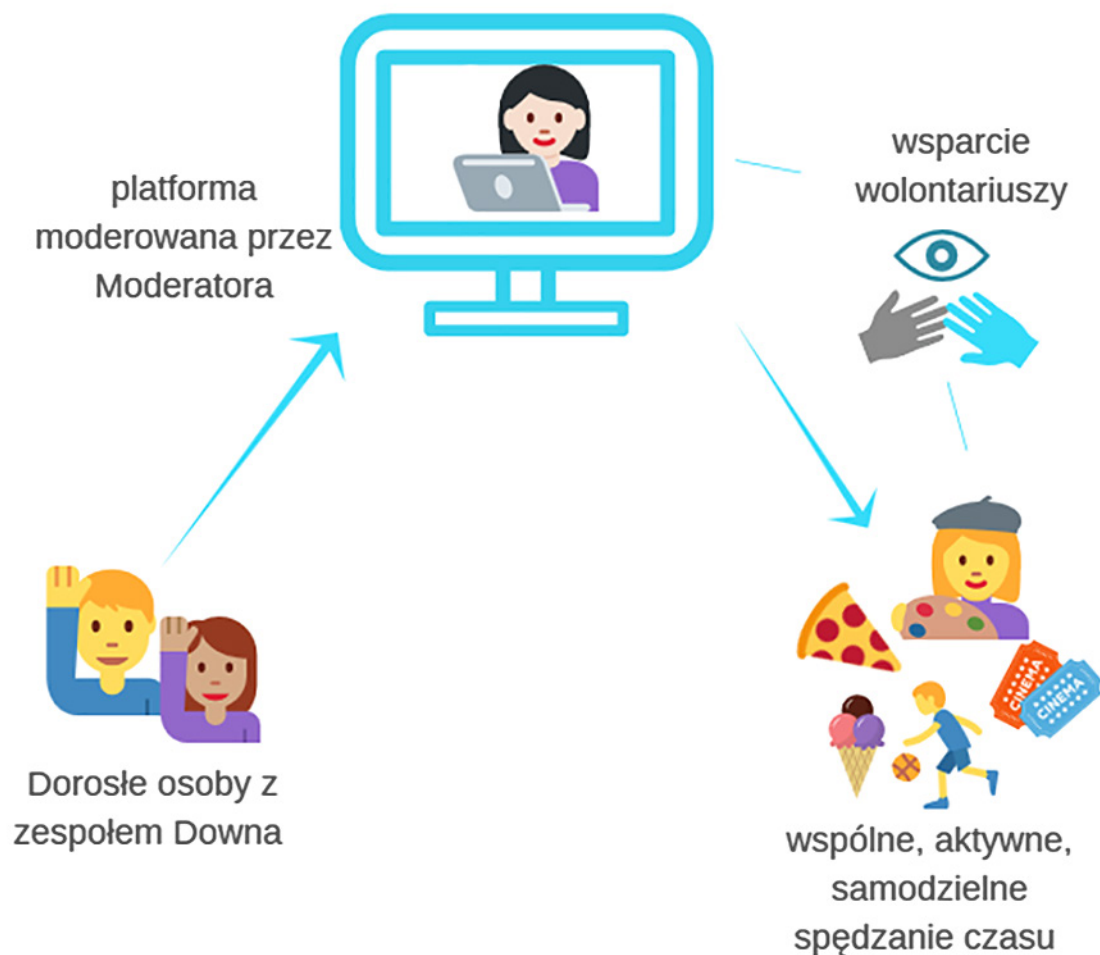 platforma
moderowana przez
Moderatora
wsparcie
wolontariuszy
Dorosłe osoby z
zespołem Downa
CINEMA
CINEMA
wspólne, aktywne,
samodzielne
spędzanie czasu